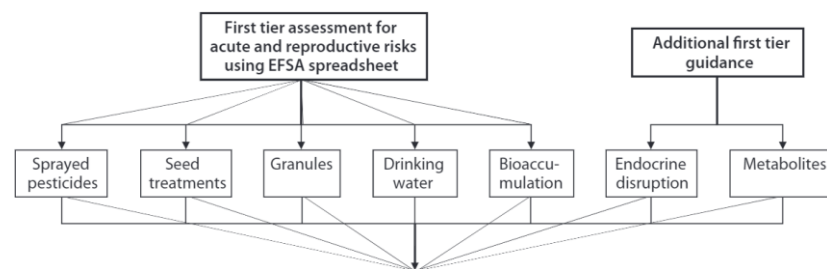 First tier assessment for
acute and reproductive risks
using EFSA spreadsheet
Additional first tier
guidance
Sprayed
pesticides
Seed
treatments
Granules
Drinking
water
Bioaccu-
mulation
Endocrine
disruption
Metabolites